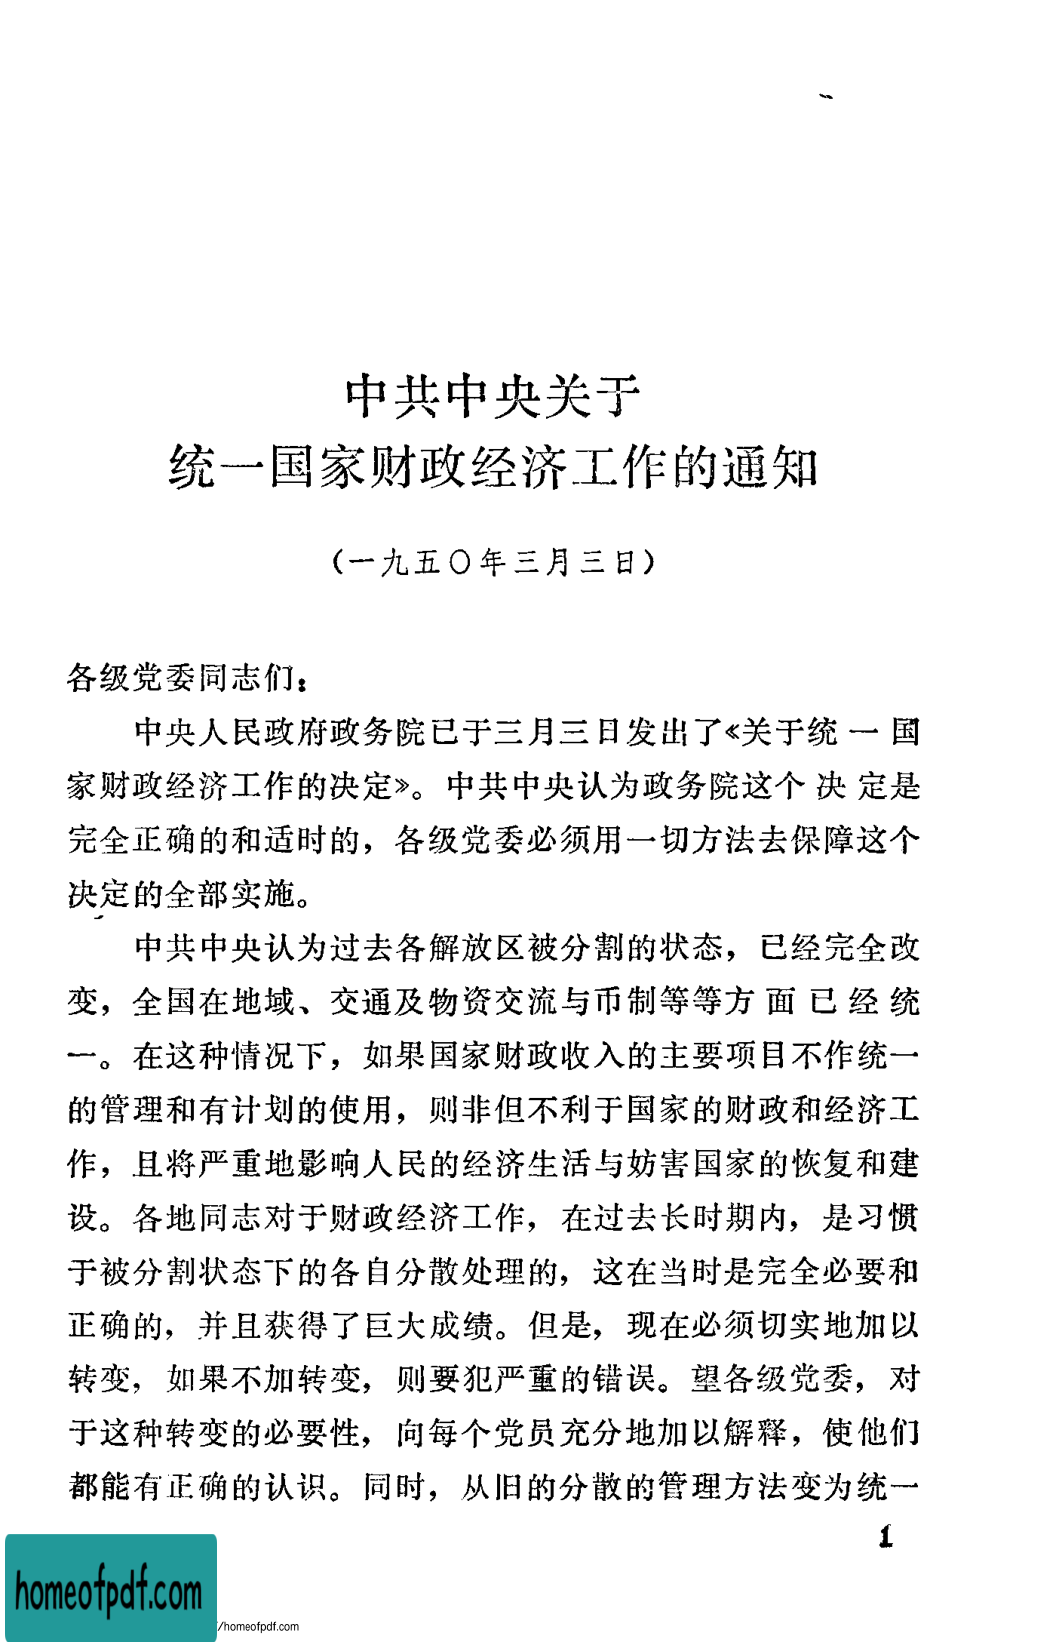 中共中央关于
统一国家财政经济工作的通知
(一九五〇年三月三日)
各级党委同志们：
中央人民政府政务院已于三月三日发出了《关于统一国
家财政经济工作的决定》。中共中央认为政务院这个决定是
完全正确的和适时的，各级党委必须用一切方法去保障这个
决定的全部实施。
中共中央认为过去各解放区被分割的状态，已经完全改
变，全国在地域、交通及物资交流与币制等等方面已经统
一。在这种情况下，如果国家财政收入的主要项目不作统一
的管理和有计划的使用，则非但不利于国家的财政和经济工
作，且将严重地影响人民的经济生活与妨害国家的恢复和建
设。各地同志对于财政经济工作，在过去长时期内，是习惯
于被分割状态下的各自分散处理的，这在当时是完全必要和
正确的，并且获得了巨大成绩。但是，现在必须切实地加以
转变，如果不加转变，则要犯严重的错误。望各级党委，对
于这种转变的必要性，向每个党员充分地加以解释，使他们
都能有正确的认识。同时，从旧的分散的管理方法变为统一
1
homeofpdf.com
/homeofpdf.com